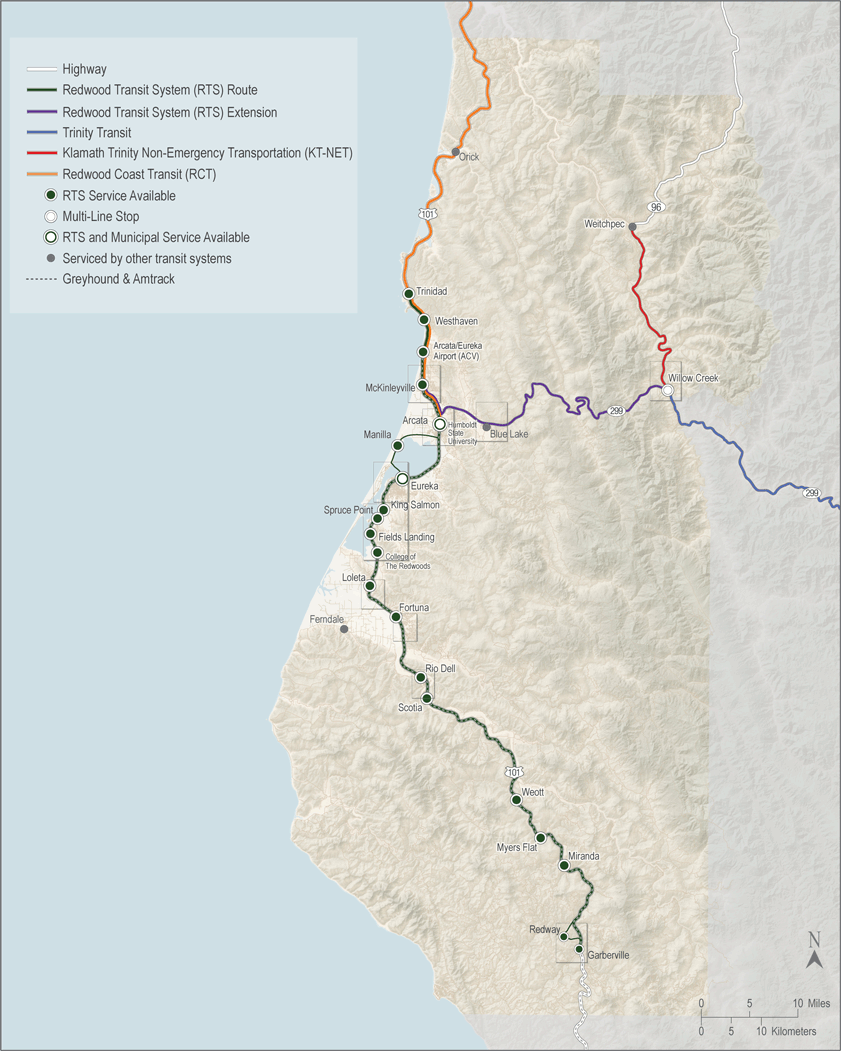 Highway
Redwood Transit System (RTS) Route
Redwood Transit System (RTS) Extension
Trinity Transit
Klamath Trinity Non-Emergency Transportation (KT-NET)
Redwood Coast Transit (RCT)
RTS Service Available
Multi-Line Stop
RTS and Municipal Service Available
Serviced by other transit systems
Greyhound & Amtrack
Orick
96
101
Weitchpec
Trinidad
Westhaven
Arcata/Eureka
Airport (ACV)
Willow Creek
McKinleyville
299
Arcata
Humboldt
State
University
Blue Lake
Manilla
Eureka
299
King Salmon
Spruce Point
Fields Landing
College of
The Redwoods
Loleta
Fortuna
Ferndale
Rio Dell
Scotia
101
Weott
Myers Flat
Miranda
Redway
Garberville
N
0 5 10 Miles
0 5 10 Kilometers